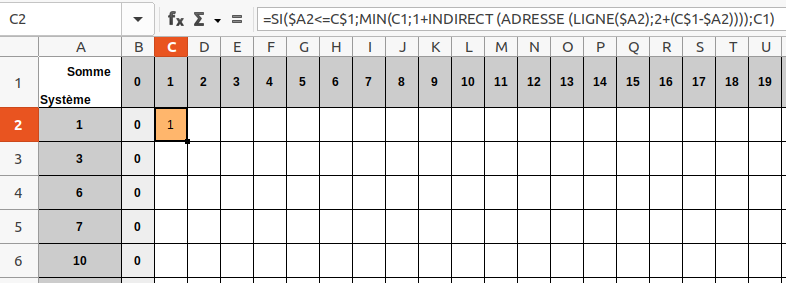 C2 fx Σ = =SI($A2<=C$1;MIN(C1;1+INDIRECT (ADRESSE (LIGNE($A2);2+(C$1-$A2))));C1)
A B C D E F G H I J K L M N O P Q R S T U
1 Somme Système 0 1 2 3 4 5 6 7 8 9 10 11 12 13 14 15 16 17 18 19
2 1 0 1
3 3 0
4 6 0
5 7 0
6 10 0